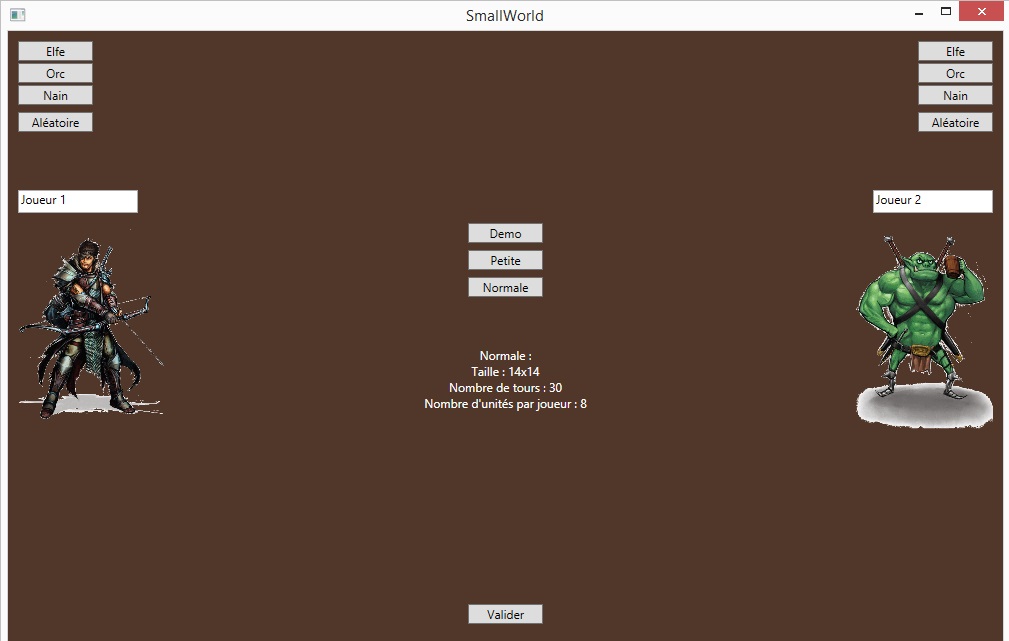 SmallWorld
Elfe
Orc
Nain
Aléatoire
Elfe
Orc
Nain
Aléatoire
Joueur 1
Joueur 2
Demo
Petite
Normale
Normale :
Taille : 14x14
Nombre de tours : 30
Nombre d'unités par joueur : 8
Valider